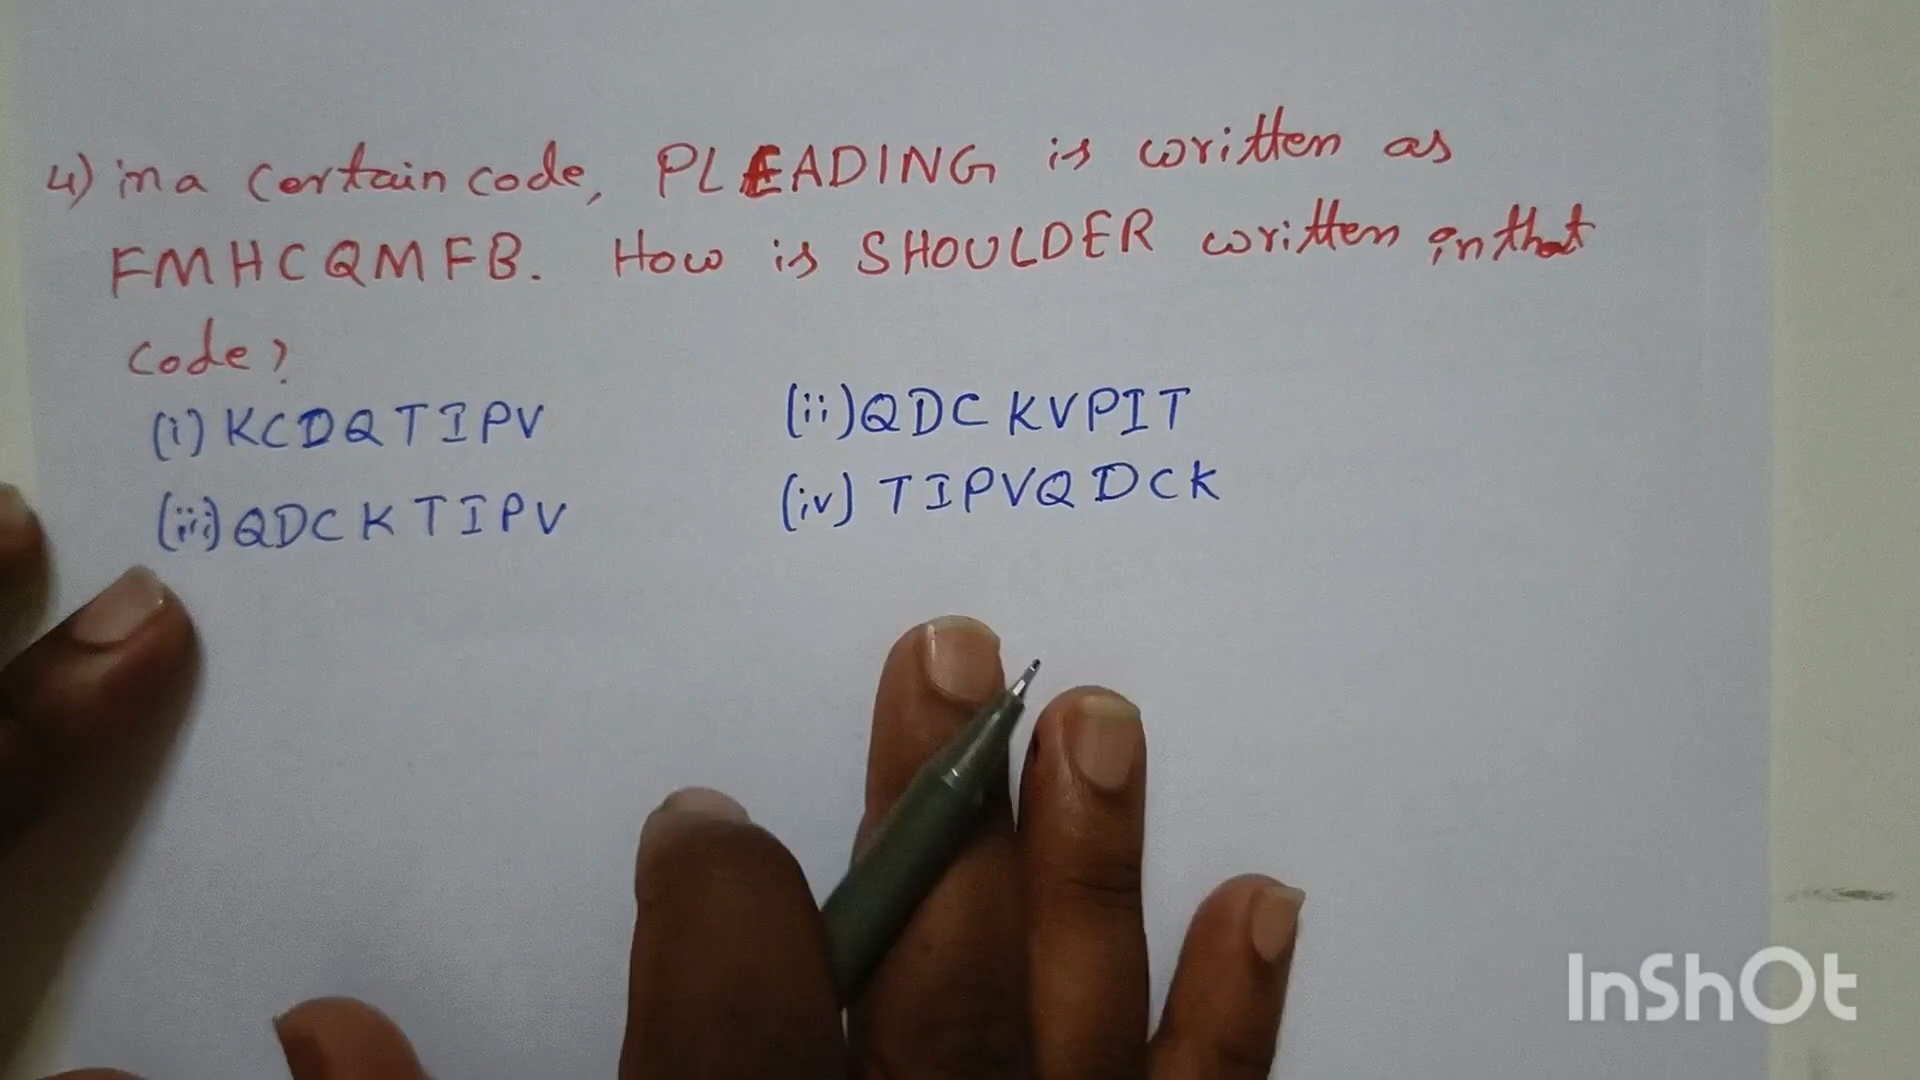 4) in a certain code, PLEADING is written as
FMHCQMFB. How is SHOULDER written in that
code?
(i) KCDQTIPV (ii) QDCKVPIT
(iii) QDCKTIPV (iv) TIPVQDCK
InShOt